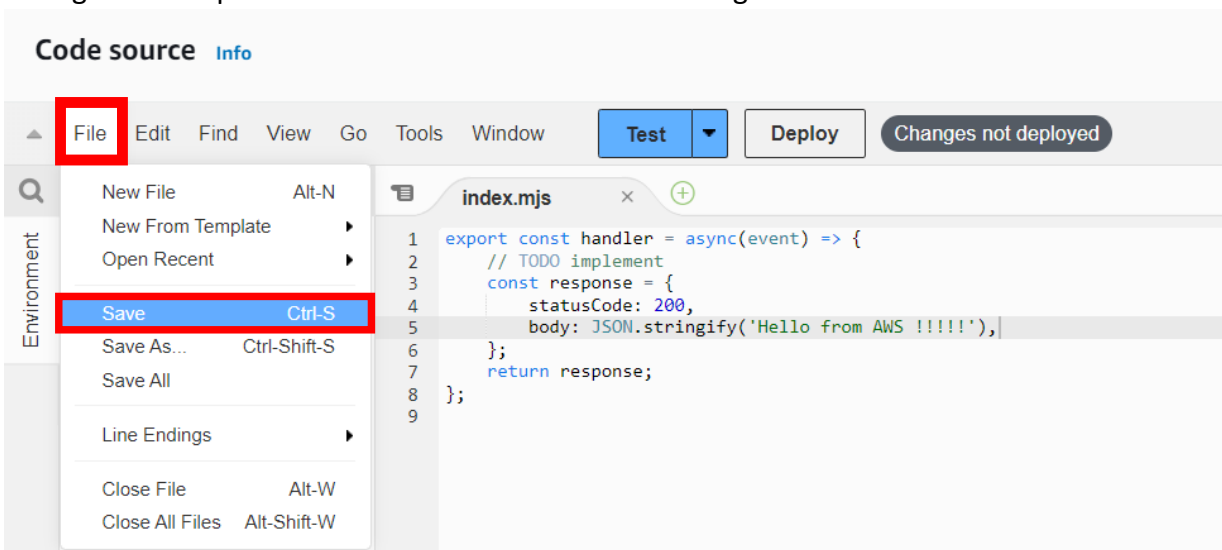 Code source Info
File Edit Find View Go Tools Window Test Deploy Changes not deployed
New File Alt-N
New From Template
Open Recent
Save Ctrl-S
Save As... Ctrl-Shift-S
Save All
Line Endings
Close File Alt-W
Close All Files Alt-Shift-W
Environment
index.mjs
1 export const handler = async(event) => {
2 // TODO implement
3 const response = {
4 statusCode: 200,
5 body: JSON.stringify('Hello from AWS !!!!!'),
6 };
7 return response;
8 };
9